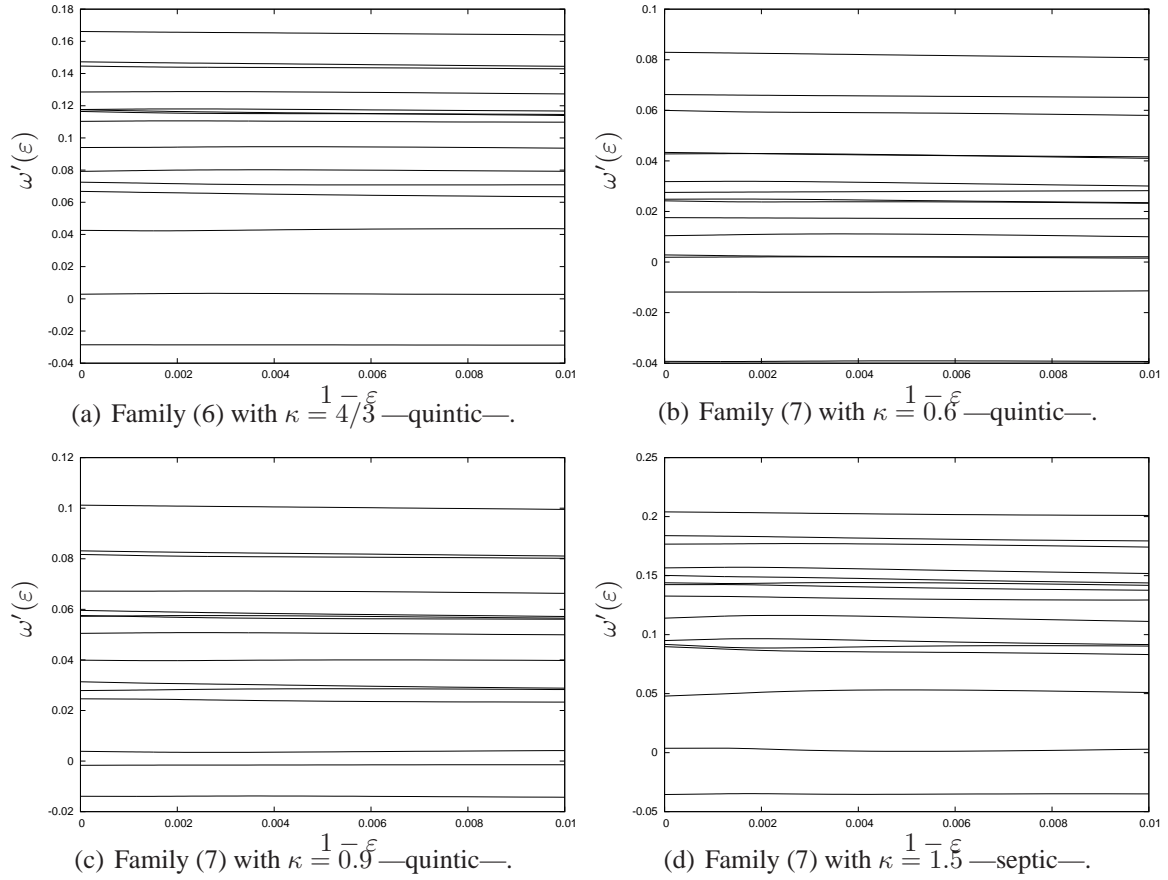 0.18
0.16
0.14
0.12
0.1
0.08
0.06
0.04
0.02
0
-0.02
-0.04
ω′(ε)
0 0.002 0.004 0.006 0.008 0.01
1 − ε
(a) Family (6) with κ = 4/3 —quintic—.
0.1
0.08
0.06
0.04
0.02
0
-0.02
-0.04
ω′(ε)
0 0.002 0.004 0.006 0.008 0.01
1 − ε
(b) Family (7) with κ = 0.6 —quintic—.
0.12
0.1
0.08
0.06
0.04
0.02
0
-0.02
ω′(ε)
0 0.002 0.004 0.006 0.008 0.01
1 − ε
(c) Family (7) with κ = 0.9 —quintic—.
0.25
0.2
0.15
0.1
0.05
0
-0.05
ω′(ε)
0 0.002 0.004 0.006 0.008 0.01
1 − ε
(d) Family (7) with κ = 1.5 —septic—.